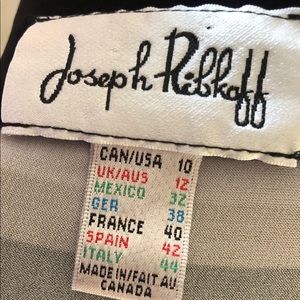 Joseph Ribkoff
CAN/USA 10
UK/AUS 12
MEXICO 32
GER 38
FRANCE 40
SPAIN 42
ITALY 44
MADE IN/FAIT AU
CANADA